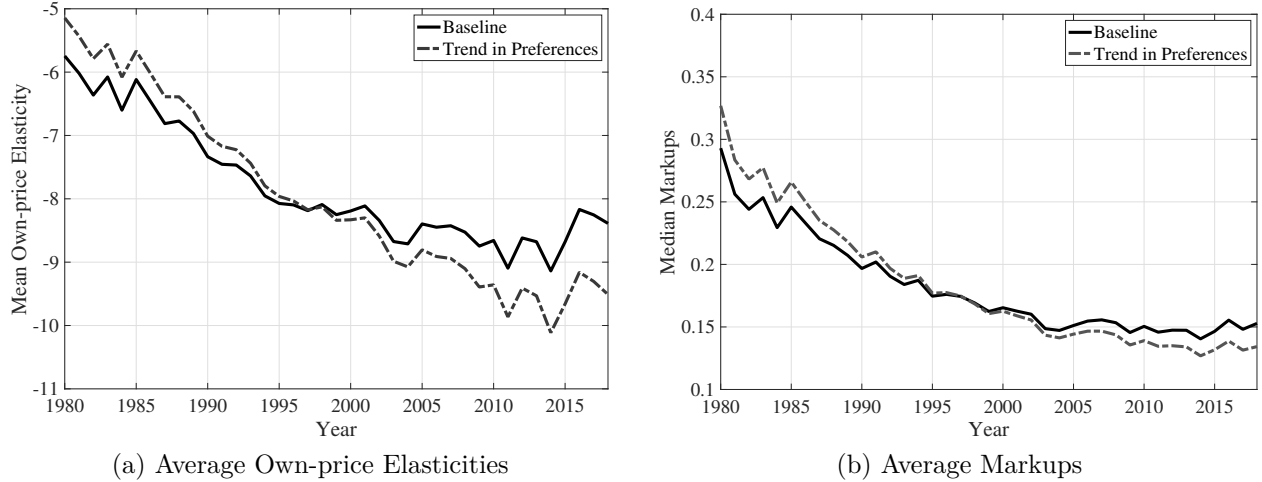 -5
-6
-7
-8
-9
-10
-11
Mean Own-price Elasticity
Baseline
Trend in Preferences
1980 1985 1990 1995 2000 2005 2010 2015
Year
(a) Average Own-price Elasticities
0.4
0.35
0.3
0.25
0.2
0.15
0.1
Median Markups
Baseline
Trend in Preferences
1980 1985 1990 1995 2000 2005 2010 2015
Year
(b) Average Markups